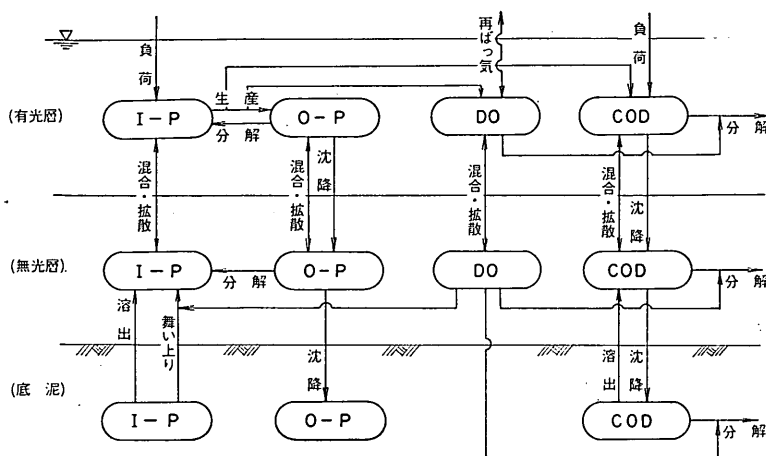 負荷
再ばっ気
負荷
生産
(有光層)
I-P
O-P
DO
COD
分解
分解
混合・拡散
混合・拡散
沈降
混合・拡散
混合・拡散
沈降
(無光層).
I-P
分解
O-P
DO
COD
分解
溶出
舞い上り
沈降
溶出
沈降
(底泥)
I-P
O-P
COD
分解